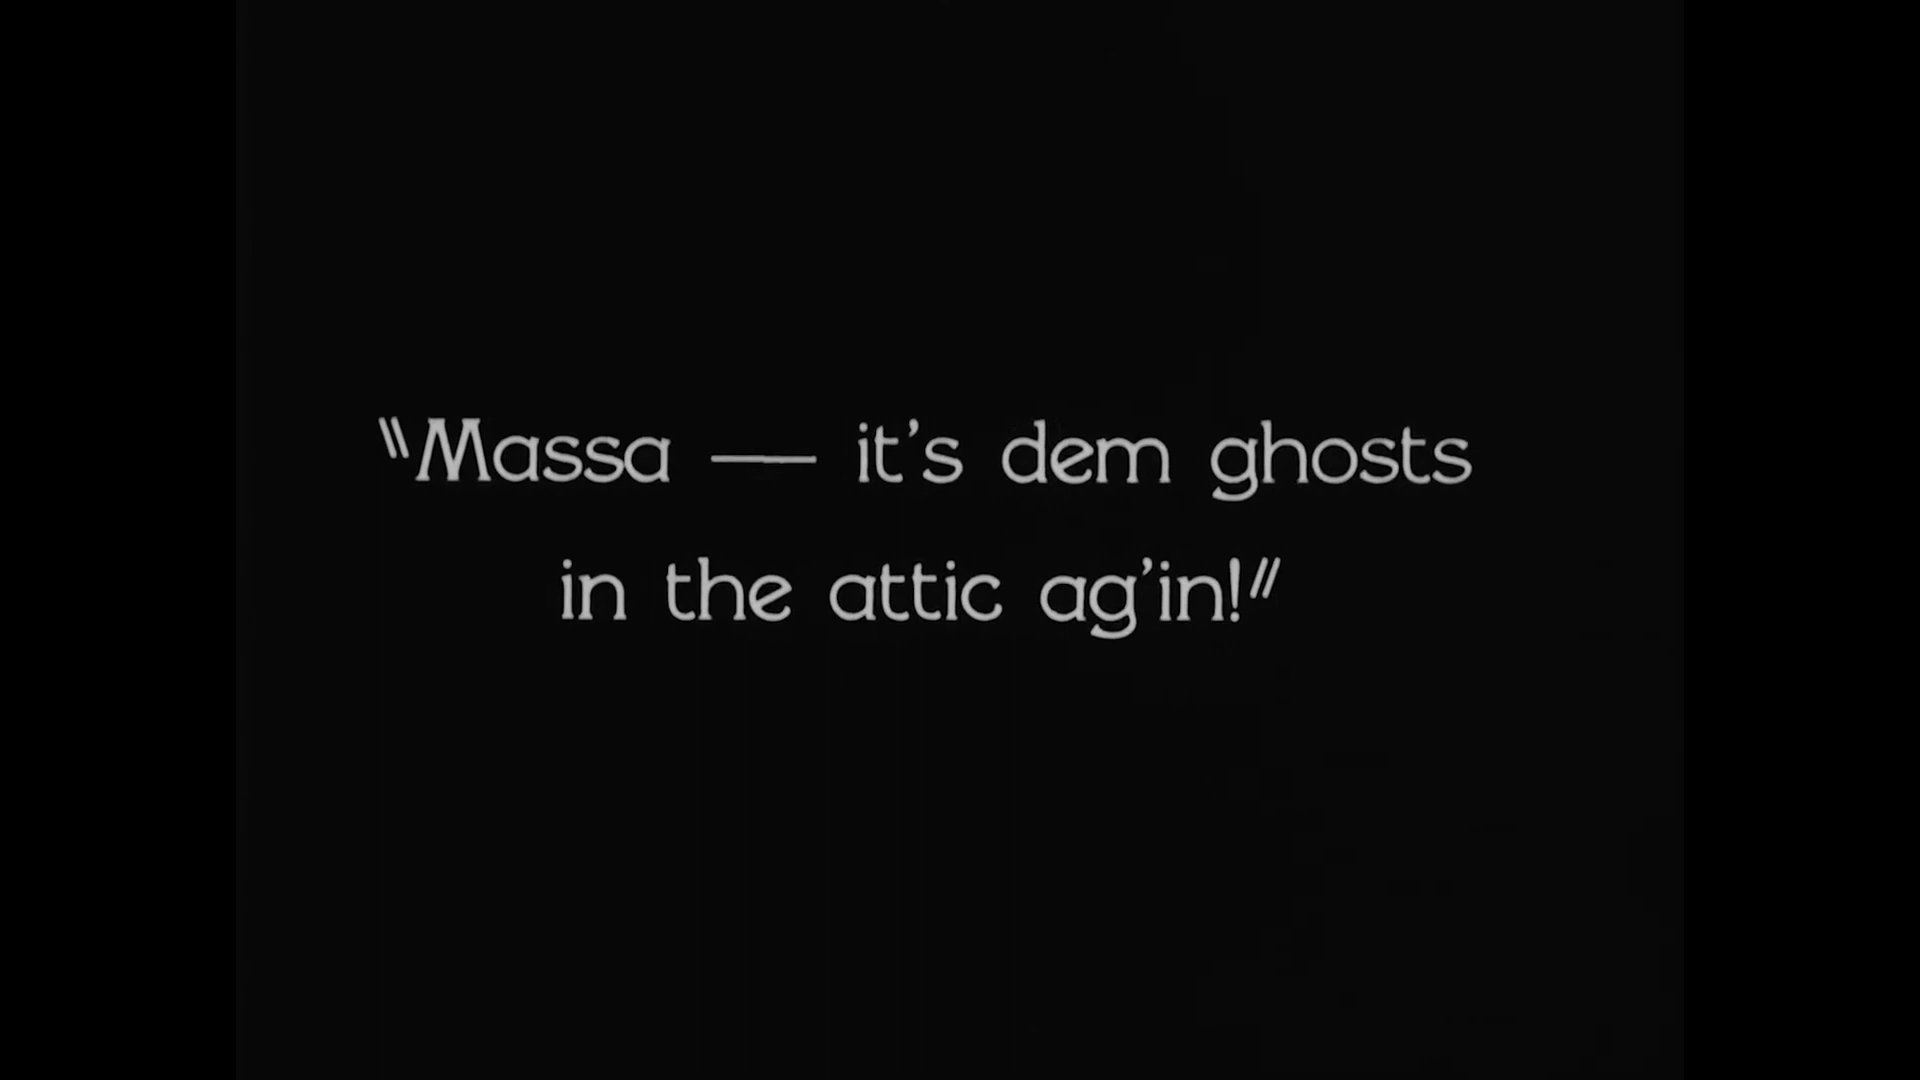 "Massa — it's dem ghosts
in the attic ag'in!"